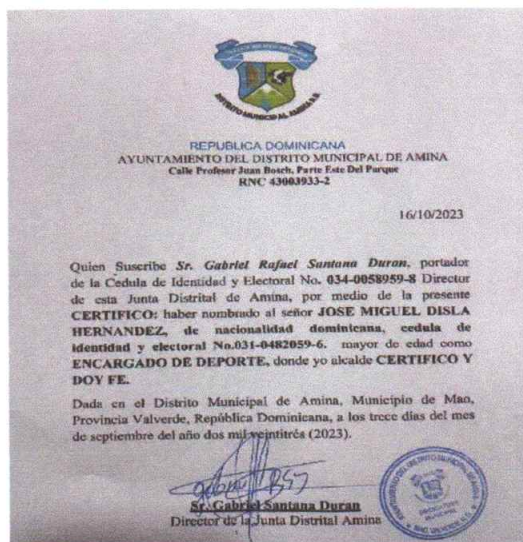 DISTRITO MUNICIPAL AMINA
REPUBLICA DOMINICANA
AYUNTAMIENTO DEL DISTRITO MUNICIPAL DE AMINA
Calle Profesor Juan Bosch, Parte Este Del Parque
RNC 43003933-2
16/10/2023
Quien Suscribe Sr. Gabriel Rafael Santana Duran, portador
de la Cedula de Identidad y Electoral No. 034-0058959-8 Director
de esta Junta Distrital de Amina, por medio de la presente
CERTIFICO: haber nombrado al señor JOSE MIGUEL DISLA
HERNANDEZ, de nacionalidad dominicana, cedula de
identidad y electoral No.031-0482059-6. mayor de edad como
ENCARGADO DE DEPORTE, donde yo alcalde CERTIFICO Y
DOY FE.
Dada en el Distrito Municipal de Amina, Municipio de Mao,
Provincia Valverde, República Dominicana, a los trece días del mes
de septiembre del año dos mil veintitrés (2023).
Sr. Gabriel Santana Duran
Director de la Junta Distrital Amina